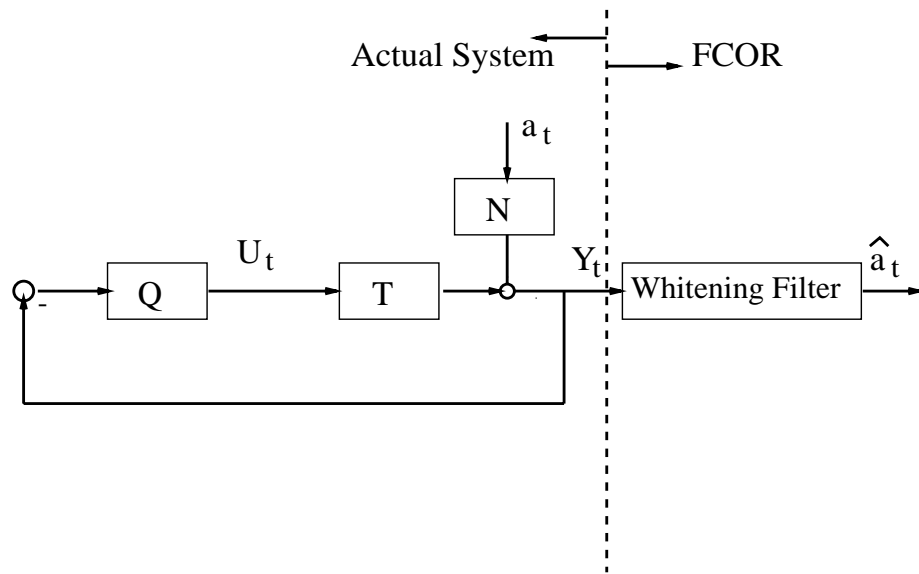 Actual System
FCOR
a t
N
U t
Y t
â t
Q
T
Whitening Filter
-